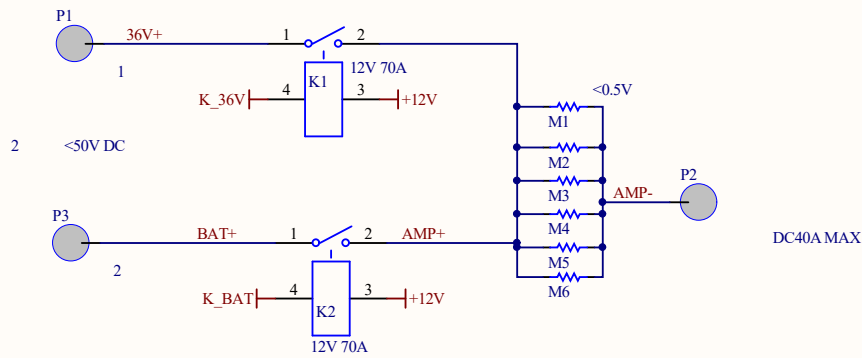 P1
36V+
1
2
12V 70A
1
K1
4
3
K_36V
+12V
<0.5V
M1
2
<50V DC
M2
M3
P2
AMP-
M4
P3
BAT+
1
2
AMP+
DC40A MAX
2
M5
K_BAT
4
3
+12V
K2
M6
12V 70A